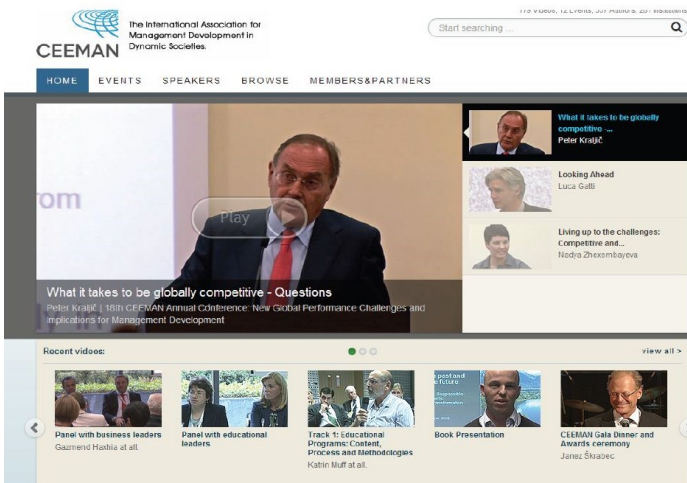 The International Association for
Management Development in
Dynamic Societies.
CEEMAN
Start searching ...
HOME EVENTS SPEAKERS BROWSE MEMBERS&PARTNERS
om
Play
What it takes to be globally competitive - Questions
Peter Kraljič | 18th CEEMAN Annual Conference: New Global Performance Challenges and
Implications for Management Development
What it takes to be globally
competitive -...
Peter Kraljič
Looking Ahead
Luca Gatti
Living up to the challenges:
Competitive and...
Nadya Zhexembayeva
Recent videos:
view all >
Panel with business leaders
Gazmend Haxhia at all.
Panel with educational
leaders
Track 1: Educational
Programs: Content,
Process and Methodologies
Katrin Muff at all.
past and
future
Book Presentation
CEEMAN Gala Dinner and
Awards ceremony
Janez Škrabec